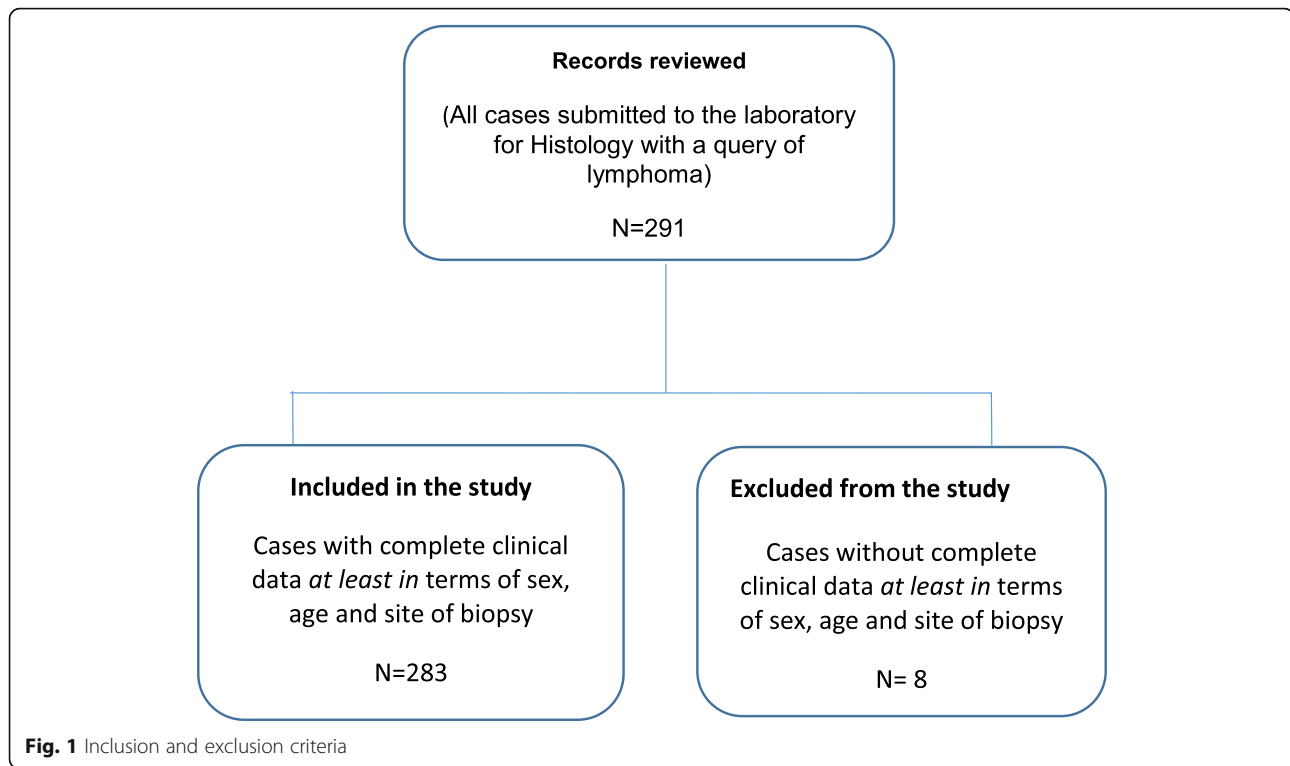 Records reviewed
(All cases submitted to the laboratory
for Histology with a query of
lymphoma)
N=291
Included in the study
Cases with complete clinical
data at least in terms of sex,
age and site of biopsy
N=283
Excluded from the study
Cases without complete
clinical data at least in terms
of sex, age and site of biopsy
N= 8
Fig. 1 Inclusion and exclusion criteria